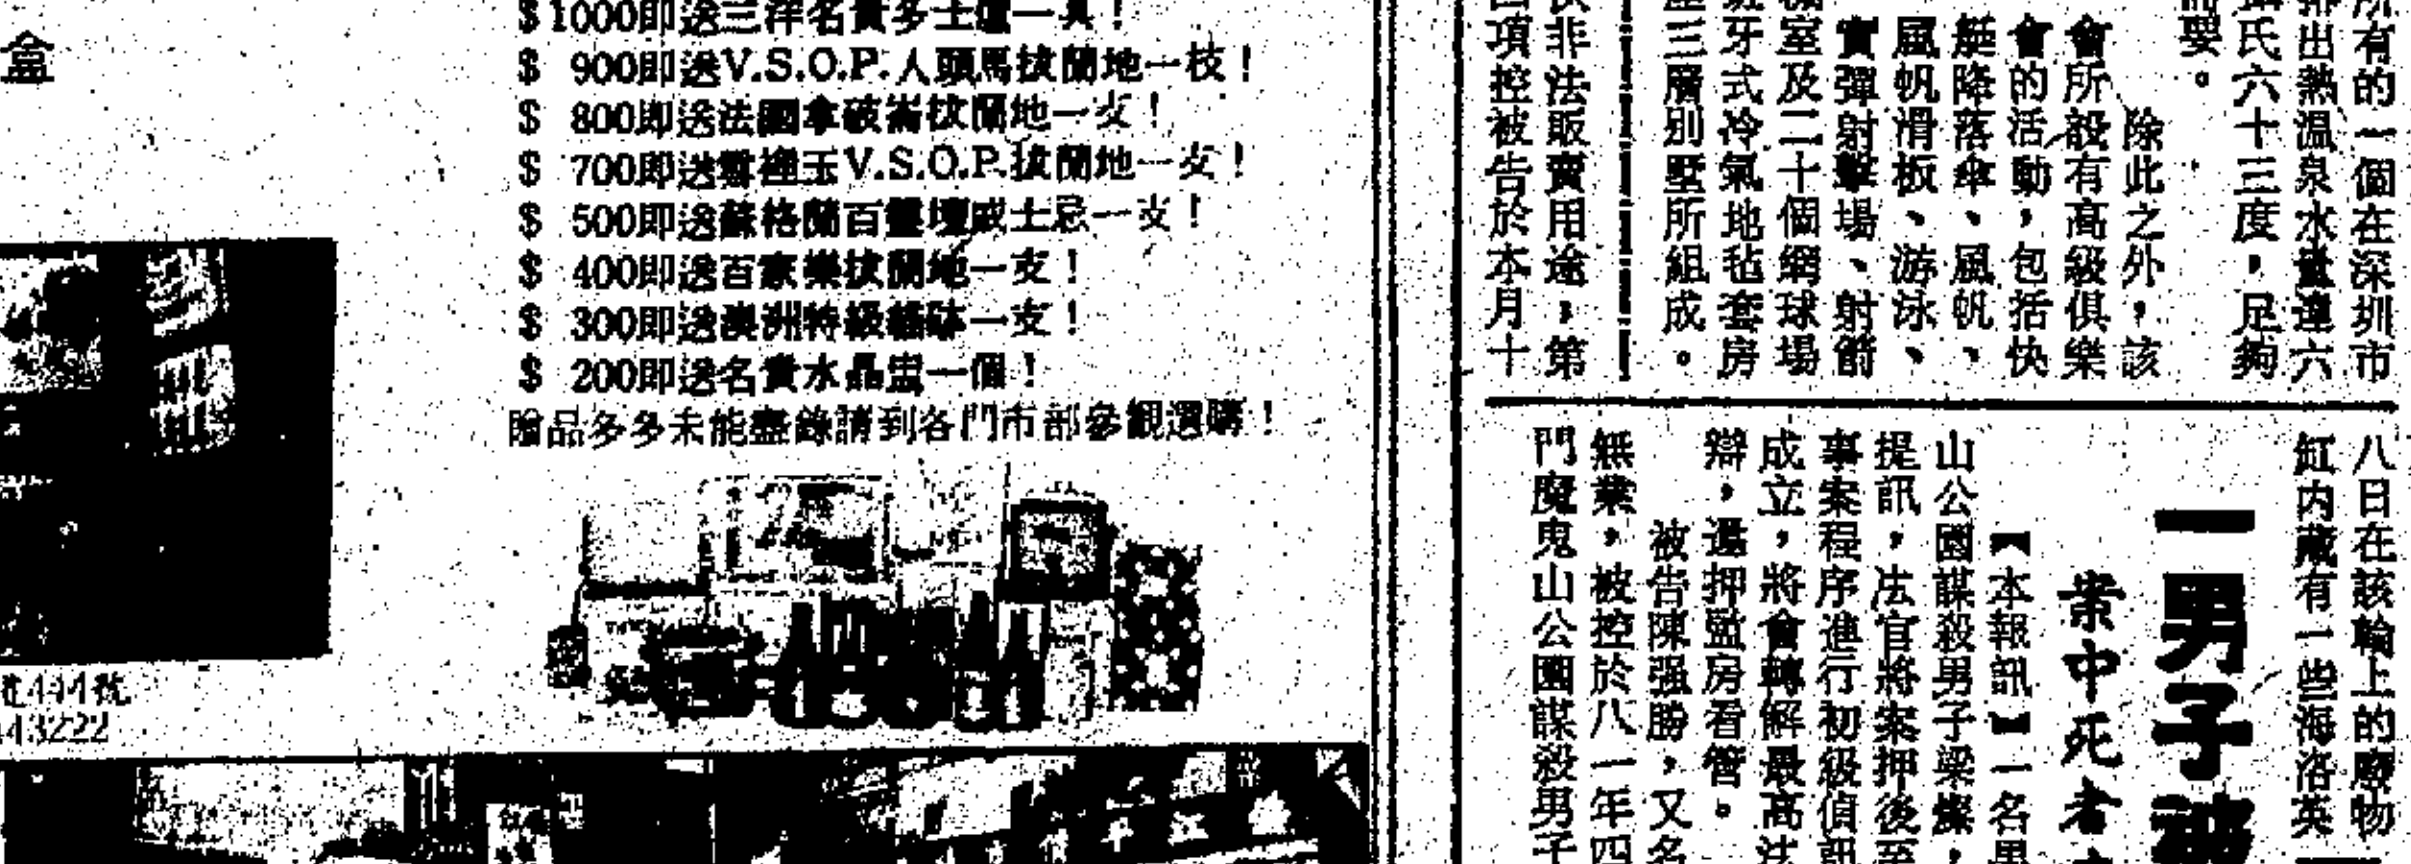 盒
$1000即送三洋名貴多士爐一具！
$ 900即送V.S.O.P.人頭馬拔蘭地一枝！
$ 800即送法國拿破崙拔蘭地一支！
$ 700即送V.S.O.P.拔蘭地一支！
$ 500即送蘇格蘭百靈壇威士忌一支！
$ 400即送百家樂拔蘭地一支！
$ 300即送澳洲特級砵一支！
$ 200即送名貴水晶盅一個！
贈品多多未能盡錄請到各門市部參觀選購！
444號
443222
所有的一個在深圳市
排出熱溫泉水量達六
氏六十三度，足夠
需要。
除此之外，該
會所設有高級俱樂
會的活動，包括快
艇降落傘、風帆、
風帆滑板、游泳、
實彈射擊場、射箭
室及二十個網球場
班牙式冷氣地毡套房
三層別墅所組成。
非法販賣用途，第
項控被告於本月十
八日在該輪上的廢物
缸内藏有一些海洛英
一男子被
案中死者
【本報訊】一名男
山公園謀殺男子梁燦，
提訊，法官將案押後至
事案程序進行初級偵訊
成立，將會轉解最高法
辯，還押監房看管。
被告陳强勝，又名
無業，被控於八一年四
門魔鬼山公園謀殺男子